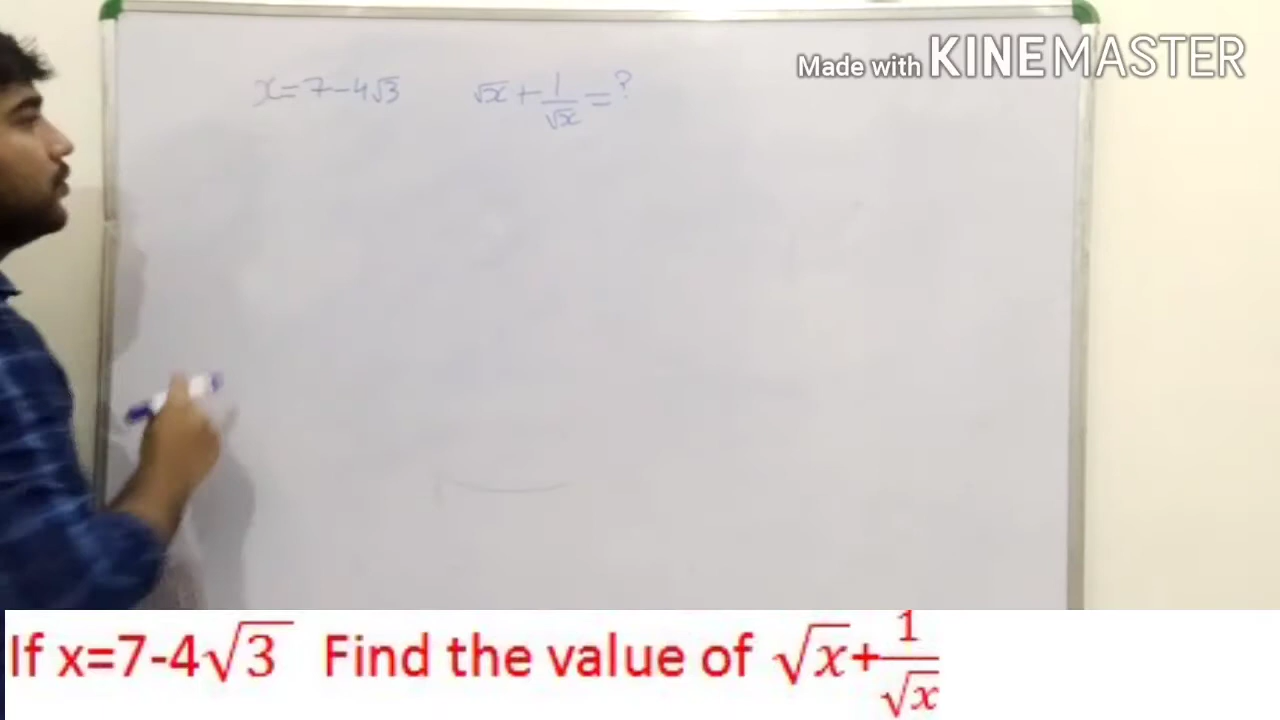 Made with KINEMASTER
x=7-4√3 √x+1/√x=?
If x=7-4√3 Find the value of √x+1/√x